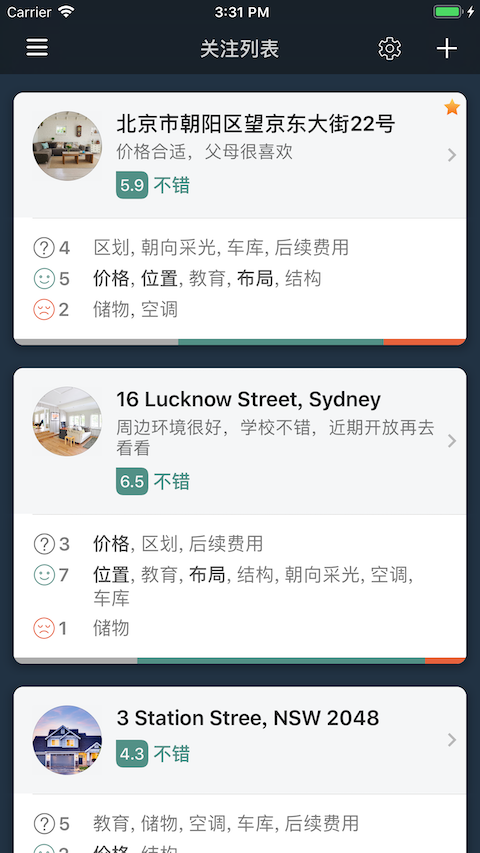 Carrier 3:31 PM
关注列表
北京市朝阳区望京东大街22号
价格合适，父母很喜欢
5.9 不错
4 区划, 朝向采光, 车库, 后续费用
5 价格, 位置, 教育, 布局, 结构
2 储物, 空调
16 Lucknow Street, Sydney
周边环境很好，学校不错，近期开放再去
看看
6.5 不错
3 价格, 区划, 后续费用
7 位置, 教育, 布局, 结构, 朝向采光, 空调,
车库
1 储物
3 Station Stree, NSW 2048
4.3 不错
5 教育, 储物, 空调, 车库, 后续费用
价格, 结构